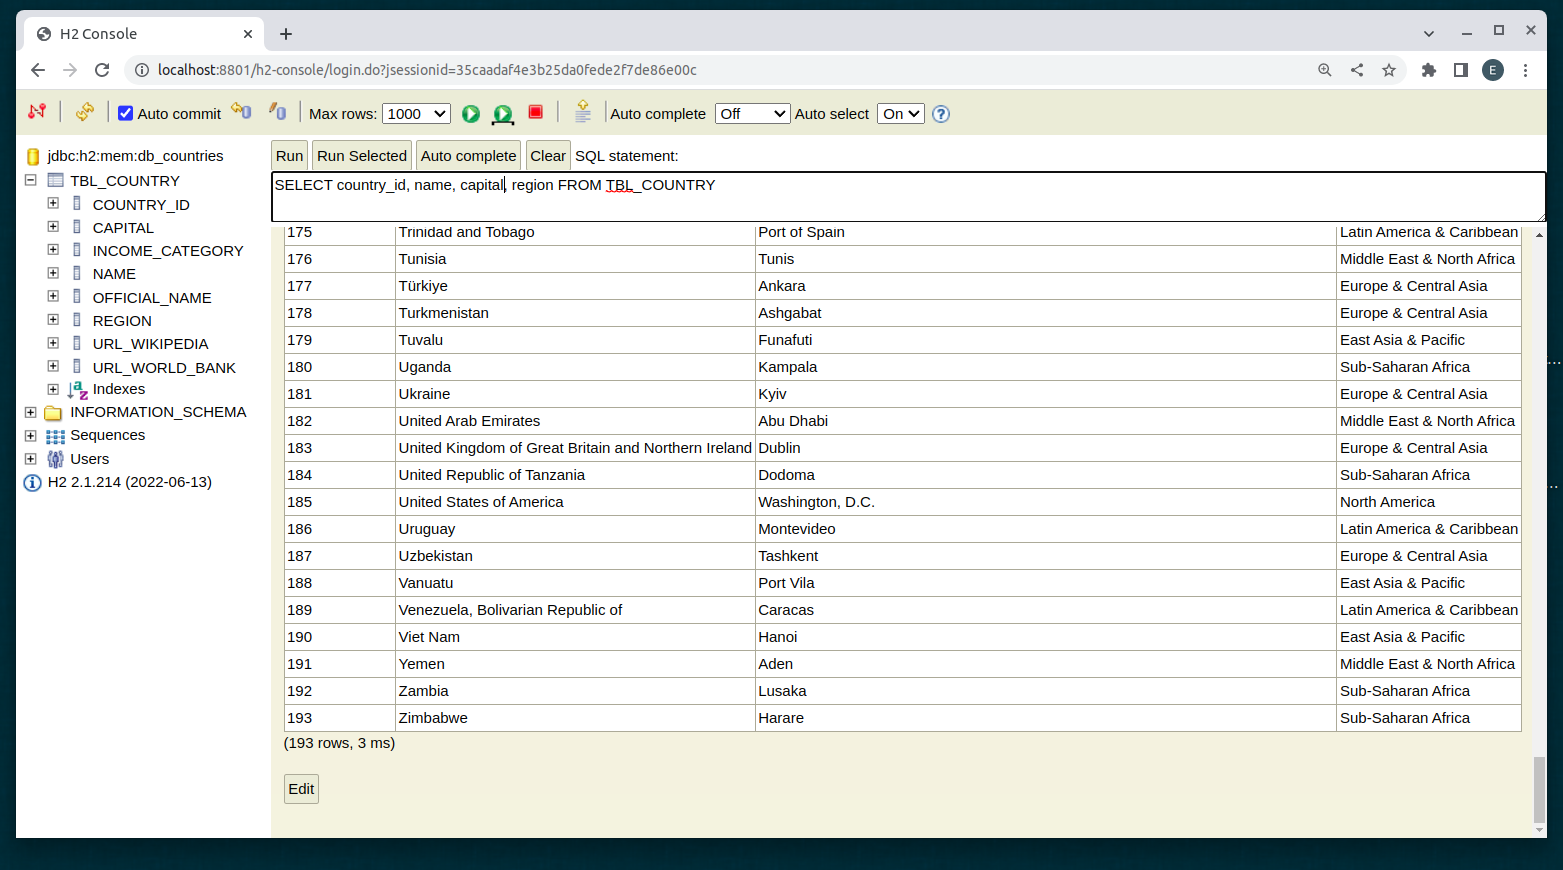 H2 Console
localhost:8801/h2-console/login.do?jsessionid=35caadaf4e3b25da0fede2f7de86e00c
E
Auto commit Max rows: 1000 Auto complete Off Auto select On ?
jdbc:h2:mem:db_countries
TBL_COUNTRY
COUNTRY_ID
CAPITAL
INCOME_CATEGORY
NAME
OFFICIAL_NAME
REGION
URL_WIKIPEDIA
URL_WORLD_BANK
Indexes
INFORMATION_SCHEMA
Sequences
Users
H2 2.1.214 (2022-06-13)
Run Run Selected Auto complete Clear SQL statement:
SELECT country_id, name, capital, region FROM TBL_COUNTRY
175 Trinidad and Tobago Port of Spain Latin America & Caribbean
176 Tunisia Tunis Middle East & North Africa
177 Türkiye Ankara Europe & Central Asia
178 Turkmenistan Ashgabat Europe & Central Asia
179 Tuvalu Funafuti East Asia & Pacific
180 Uganda Kampala Sub-Saharan Africa
181 Ukraine Kyiv Europe & Central Asia
182 United Arab Emirates Abu Dhabi Middle East & North Africa
183 United Kingdom of Great Britain and Northern Ireland Dublin Europe & Central Asia
184 United Republic of Tanzania Dodoma Sub-Saharan Africa
185 United States of America Washington, D.C. North America
186 Uruguay Montevideo Latin America & Caribbean
187 Uzbekistan Tashkent Europe & Central Asia
188 Vanuatu Port Vila East Asia & Pacific
189 Venezuela, Bolivarian Republic of Caracas Latin America & Caribbean
190 Viet Nam Hanoi East Asia & Pacific
191 Yemen Aden Middle East & North Africa
192 Zambia Lusaka Sub-Saharan Africa
193 Zimbabwe Harare Sub-Saharan Africa
(193 rows, 3 ms)
Edit